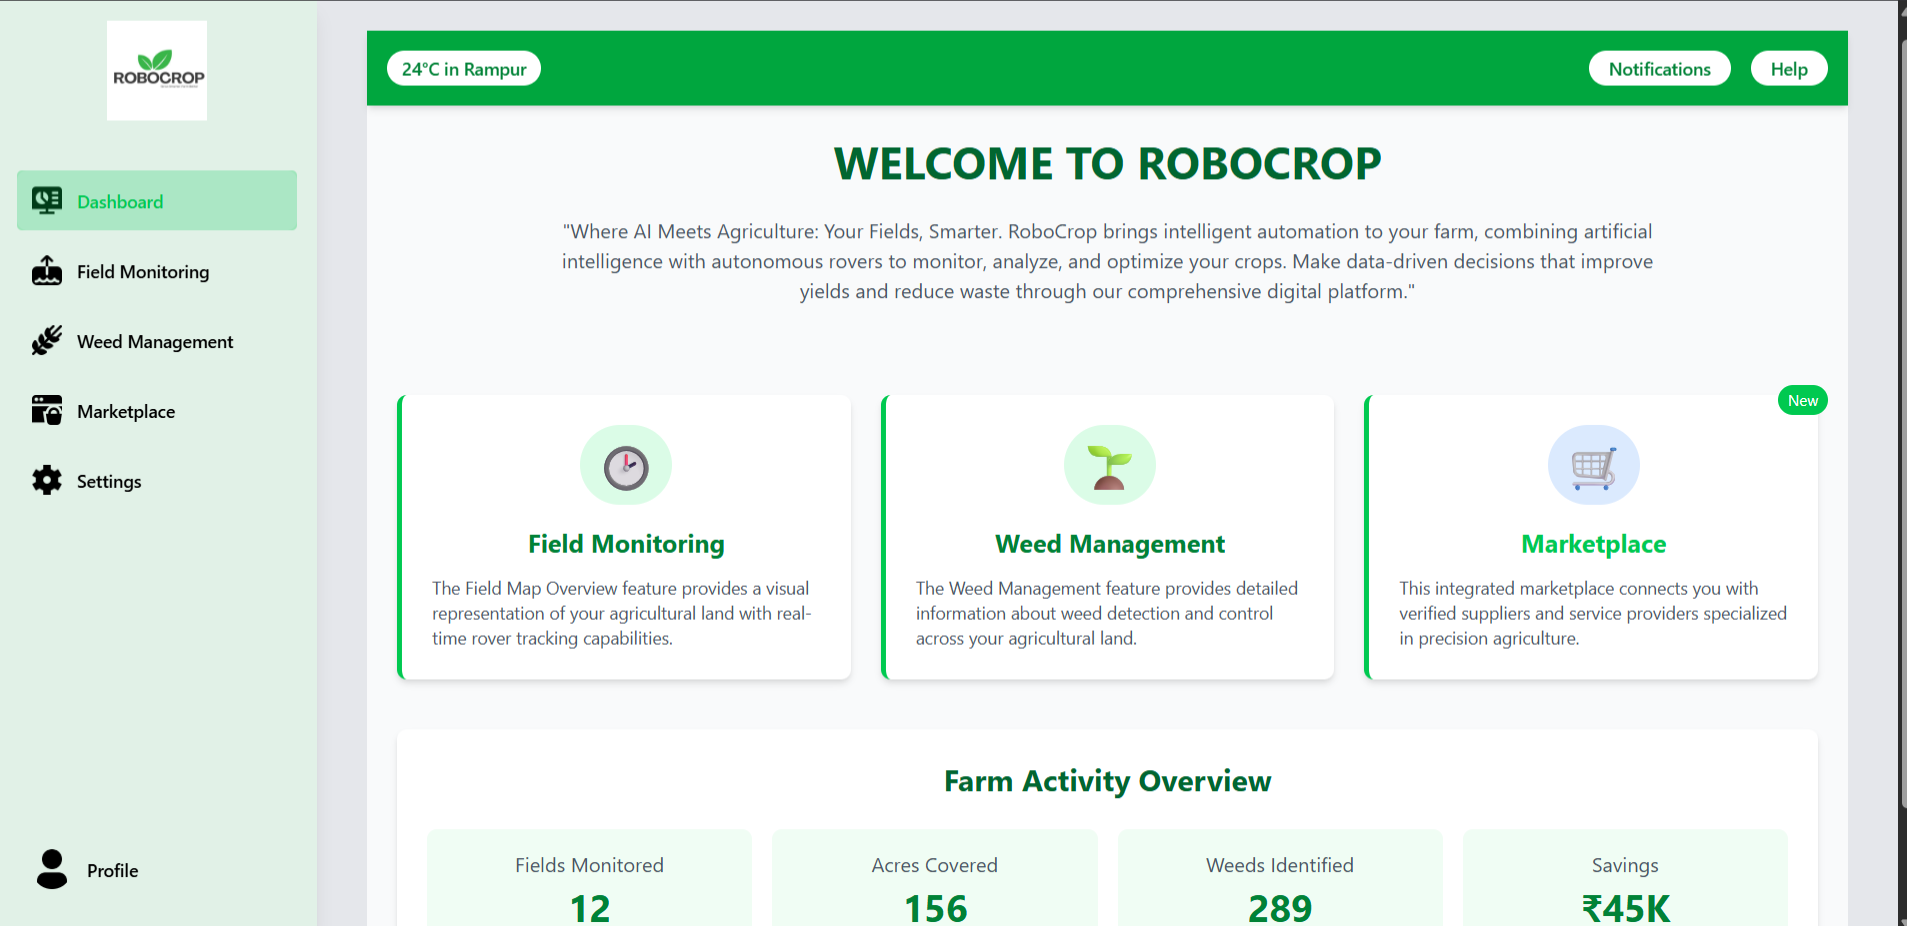 ROBOCROP
Dashboard
Field Monitoring
Weed Management
Marketplace
Settings
Profile
24°C in Rampur
Notifications
Help
WELCOME TO ROBOCROP
"Where AI Meets Agriculture: Your Fields, Smarter. RoboCrop brings intelligent automation to your farm, combining artificial
intelligence with autonomous rovers to monitor, analyze, and optimize your crops. Make data-driven decisions that improve
yields and reduce waste through our comprehensive digital platform."
Field Monitoring
The Field Map Overview feature provides a visual
representation of your agricultural land with real-
time rover tracking capabilities.
Weed Management
The Weed Management feature provides detailed
information about weed detection and control
across your agricultural land.
New
Marketplace
This integrated marketplace connects you with
verified suppliers and service providers specialized
in precision agriculture.
Farm Activity Overview
Fields Monitored
12
Acres Covered
156
Weeds Identified
289
Savings
₹45K